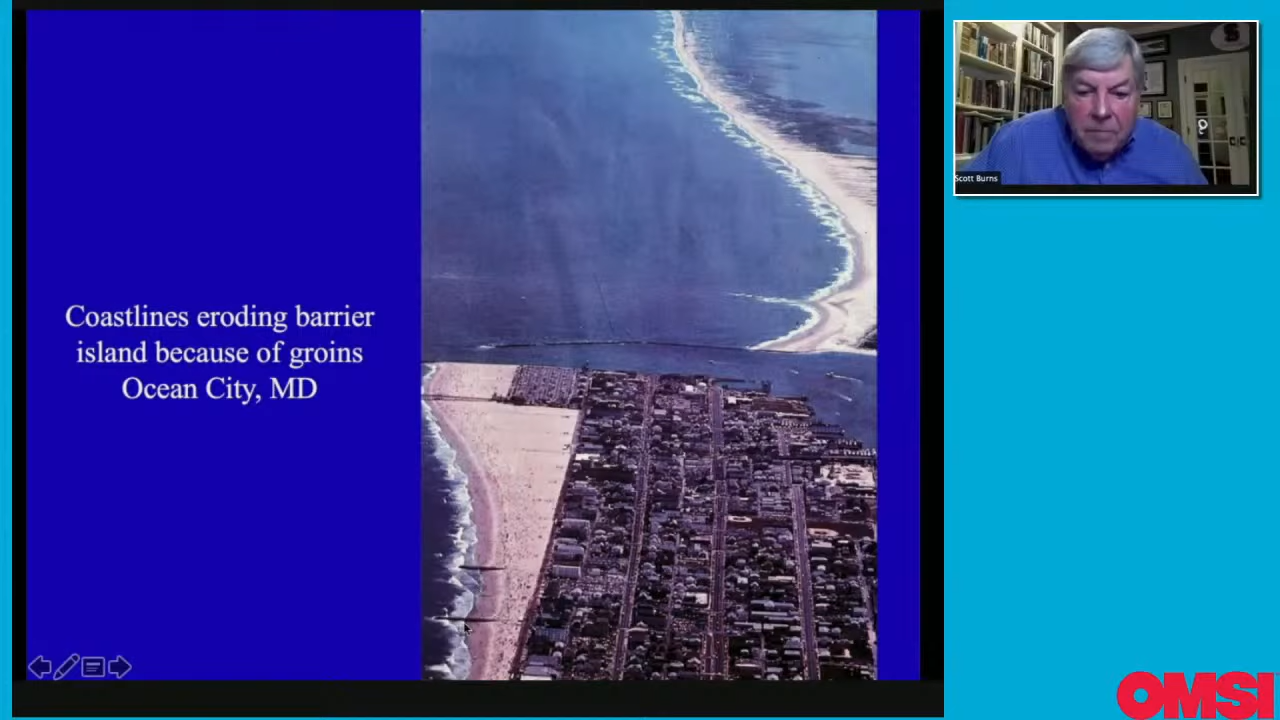 Coastlines eroding barrier
island because of groins
Ocean City, MD
Scott Burns
OMSI